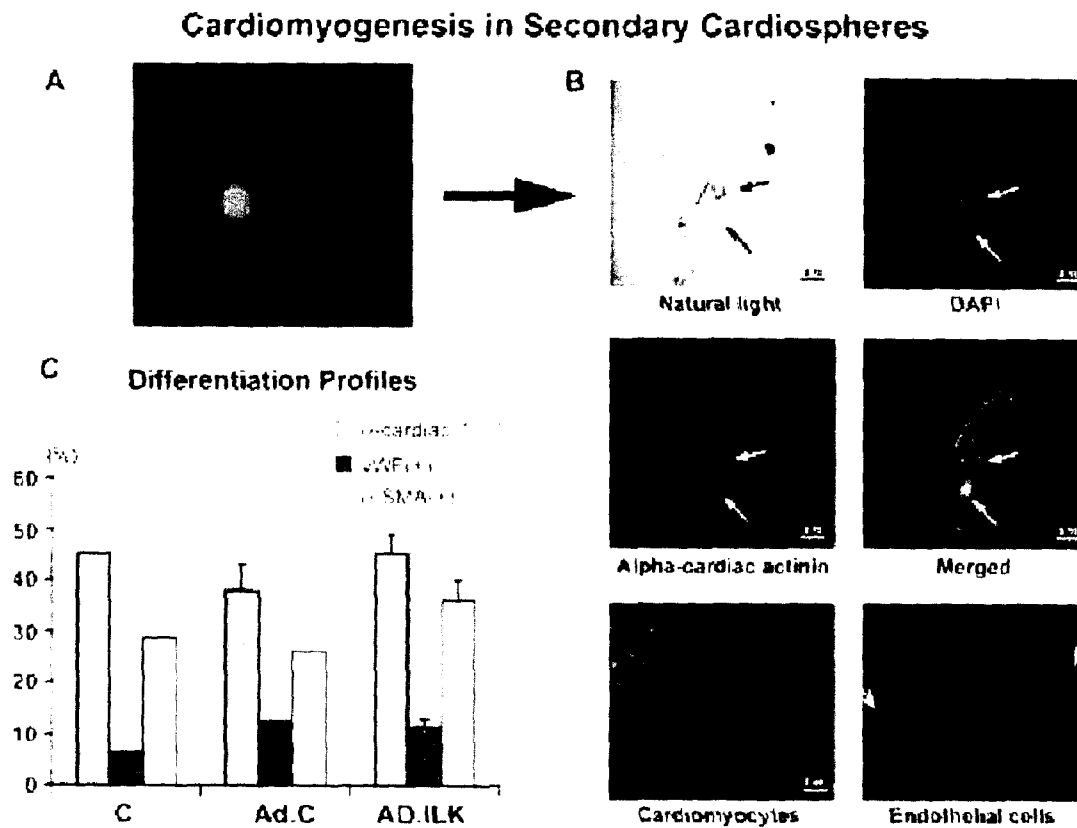 Cardiomyogenesis in Secondary Cardiospheres
A
B
Natural light
DAPI
Alpha-cardiac actinin
Merged
Cardiomyocytes
Endothelial cells
C
Differentiation Profiles
(%)
vWF(+)
60
50
40
30
20
10
0
C
Ad.C
AD.ILK